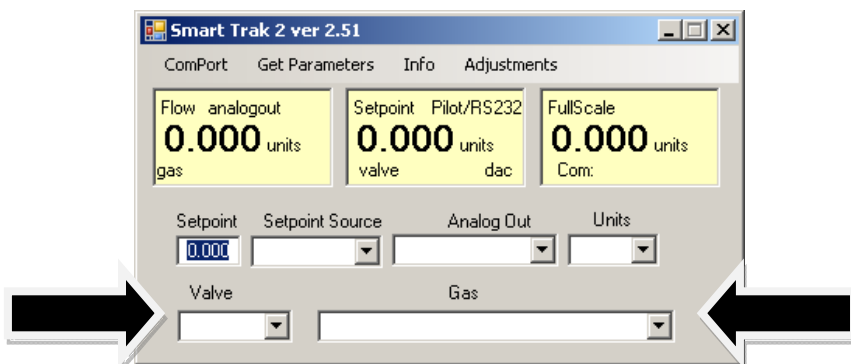 Smart Trak 2 ver 2.51
ComPort Get Parameters Info Adjustments
Flow analogout
0.000 units
gas
Setpoint Pilot/RS232
0.000 units
valve dac
FullScale
0.000 units
Com:
Setpoint Setpoint Source Analog Out Units
0.000
Valve Gas